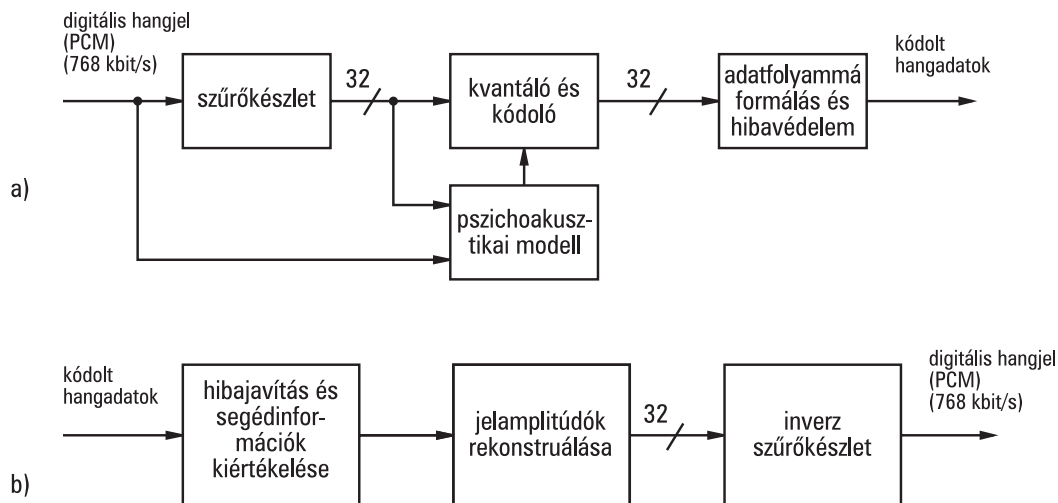 digitális hangjel
(PCM)
(768 kbit/s)
szűrőkészlet
32
kvantáló és
kódoló
32
adatfolyammá
formálás és
hibavédelem
kódolt
hangadatok
a)
pszichoakusz-
tikai modell
kódolt
hangadatok
hibajavítás és
segédinfor-
mációk
kiértékelése
jelamplitúdók
rekonstruálása
32
inverz
szűrőkészlet
digitális hangjel
(PCM)
(768 kbit/s)
b)